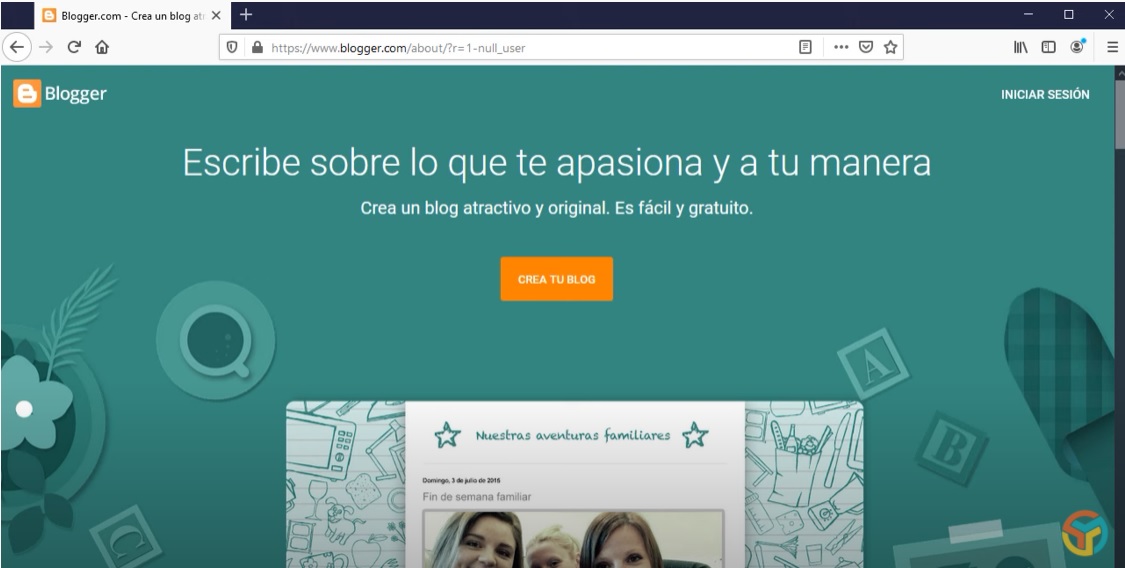 Blogger.com - Crea un blog atr
https://www.blogger.com/about/?r=1-null_user
Blogger
INICIAR SESIÓN
Escribe sobre lo que te apasiona y a tu manera
Crea un blog atractivo y original. Es fácil y gratuito.
CREA TU BLOG
A
B
C
Nuestras aventuras familiares
Domingo, 3 de julio de 2016
Fin de semana familiar